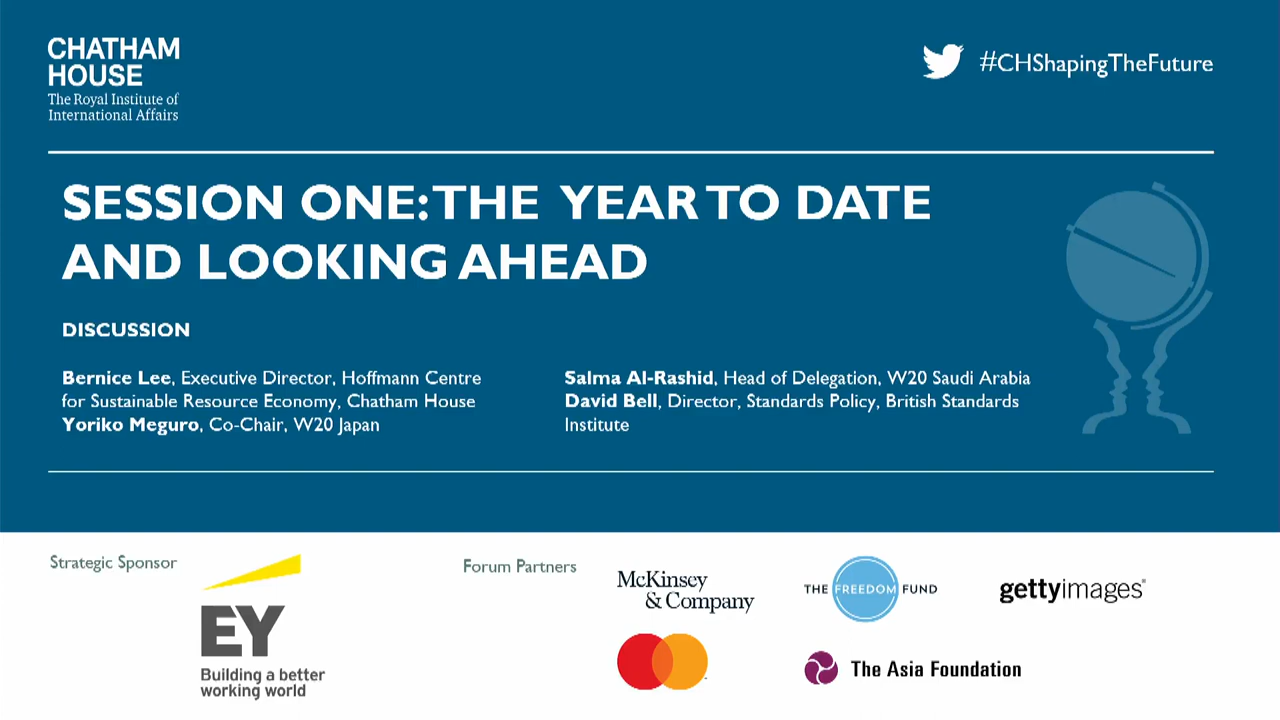 CHATHAM
HOUSE
The Royal Institute of
International Affairs
#CHShapingTheFuture
SESSION ONE: THE YEAR TO DATE
AND LOOKING AHEAD
DISCUSSION
Bernice Lee, Executive Director, Hoffmann Centre
for Sustainable Resource Economy, Chatham House
Yoriko Meguro, Co-Chair, W20 Japan
Salma Al-Rashid, Head of Delegation, W20 Saudi Arabia
David Bell, Director, Standards Policy, British Standards
Institute
Strategic Sponsor
EY
Building a better
working world
Forum Partners
McKinsey
& Company
THE FREEDOM FUND
gettyimages®
The Asia Foundation